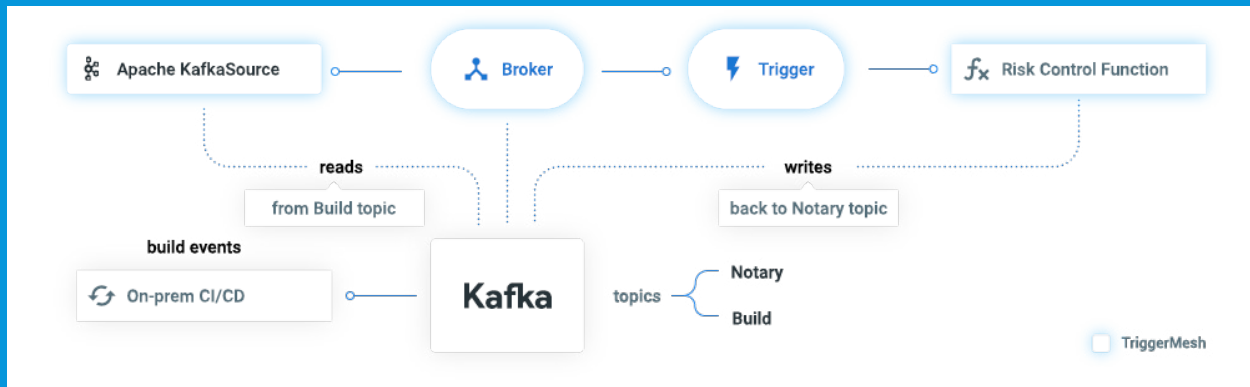 Apache KafkaSource
Broker
Trigger
fx Risk Control Function
reads
from Build topic
writes
back to Notary topic
build events
On-prem CI/CD
Kafka
topics
Notary
Build
TriggerMesh